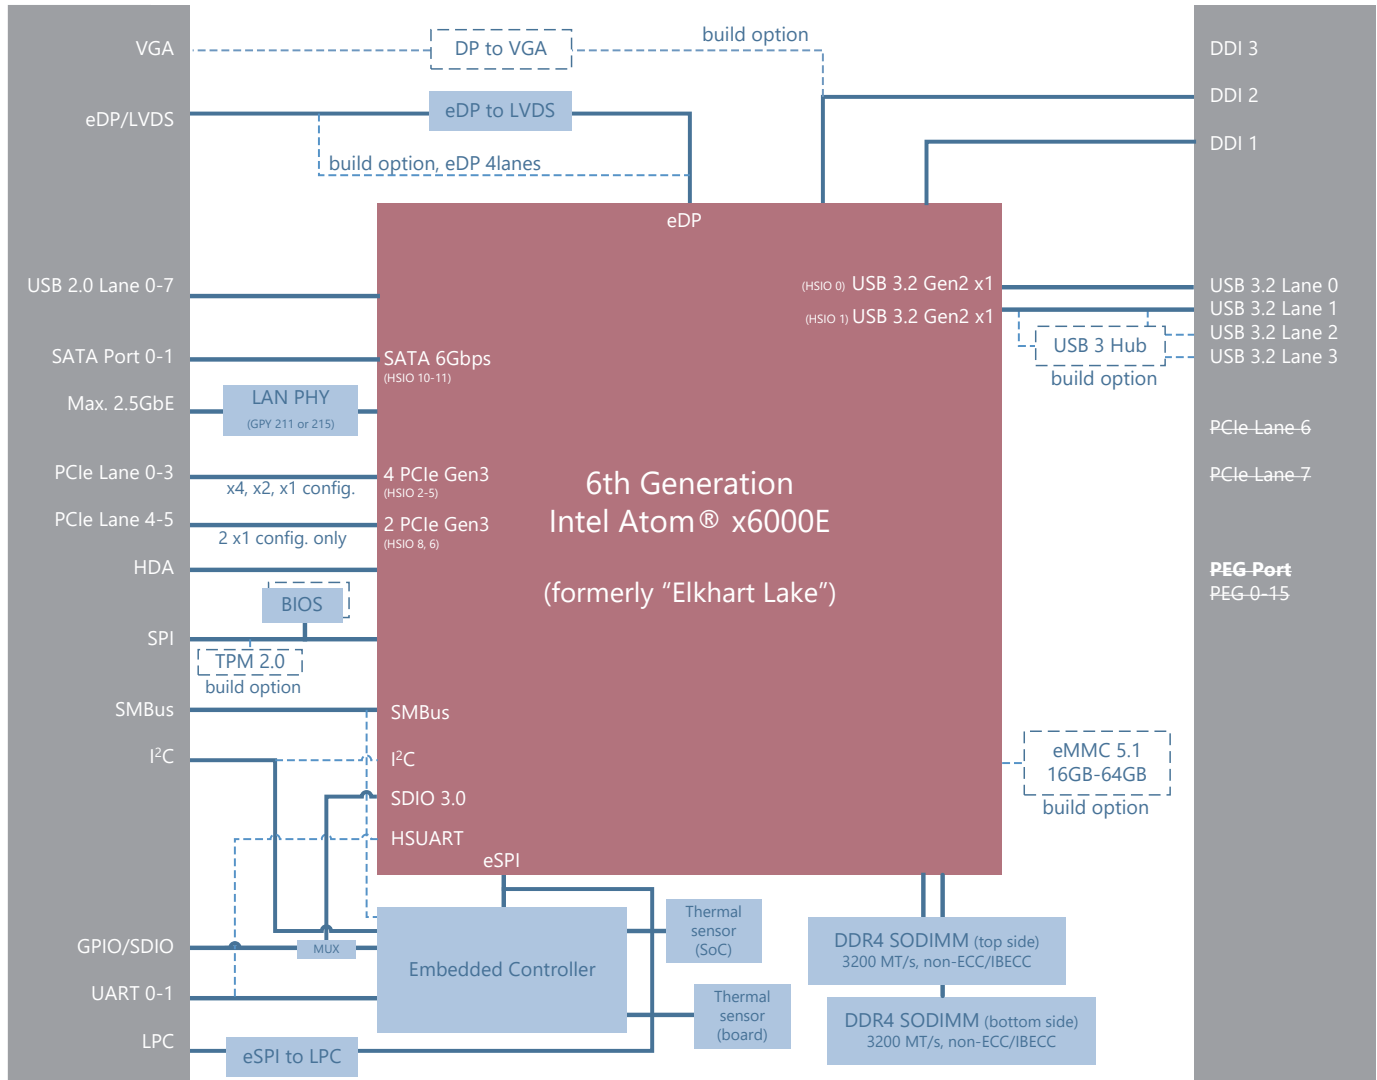 VGA
DP to VGA
build option
DDI 3
DDI 2
eDP/LVDS
eDP to LVDS
DDI 1
build option, eDP 4lanes
eDP
USB 2.0 Lane 0-7
(HSIO 0) USB 3.2 Gen2 x1
USB 3.2 Lane 0
(HSIO 1) USB 3.2 Gen2 x1
USB 3.2 Lane 1
USB 3.2 Lane 2
USB 3 Hub
USB 3.2 Lane 3
build option
SATA Port 0-1
SATA 6Gbps
(HSIO 10-11)
Max. 2.5GbE
LAN PHY
(GPY 211 or 215)
PCIe Lane 6
PCIe Lane 0-3
x4, x2, x1 config.
4 PCIe Gen3
(HSIO 2-5)
PCIe Lane 7
PCIe Lane 4-5
2 x1 config. only
2 PCIe Gen3
(HSIO 8, 6)
6th Generation
Intel Atom® x6000E
(formerly “Elkhart Lake”)
HDA
PEG Port
PEG 0-15
BIOS
SPI
TPM 2.0
build option
SMBus
SMBus
I²C
I²C
eMMC 5.1
16GB-64GB
build option
SDIO 3.0
HSUART
eSPI
GPIO/SDIO
MUX
Embedded Controller
Thermal
sensor
(SoC)
DDR4 SODIMM (top side)
3200 MT/s, non-ECC/IBECC
UART 0-1
Thermal
sensor
(board)
DDR4 SODIMM (bottom side)
3200 MT/s, non-ECC/IBECC
LPC
eSPI to LPC